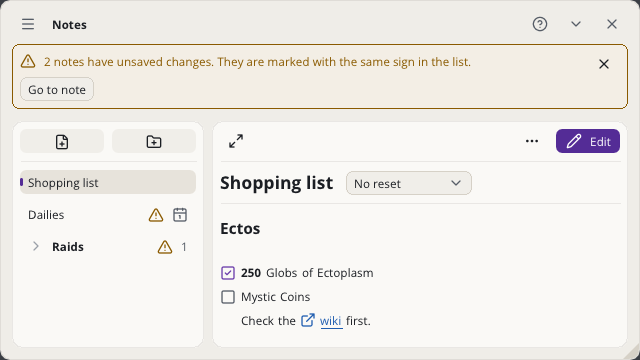 Notes
2 notes have unsaved changes. They are marked with the same sign in the list.
Go to note
Edit
Shopping list
Dailies
1
Raids
1
Shopping list
No reset
Ectos
250 Globs of Ectoplasm
Mystic Coins
Check the wiki first.